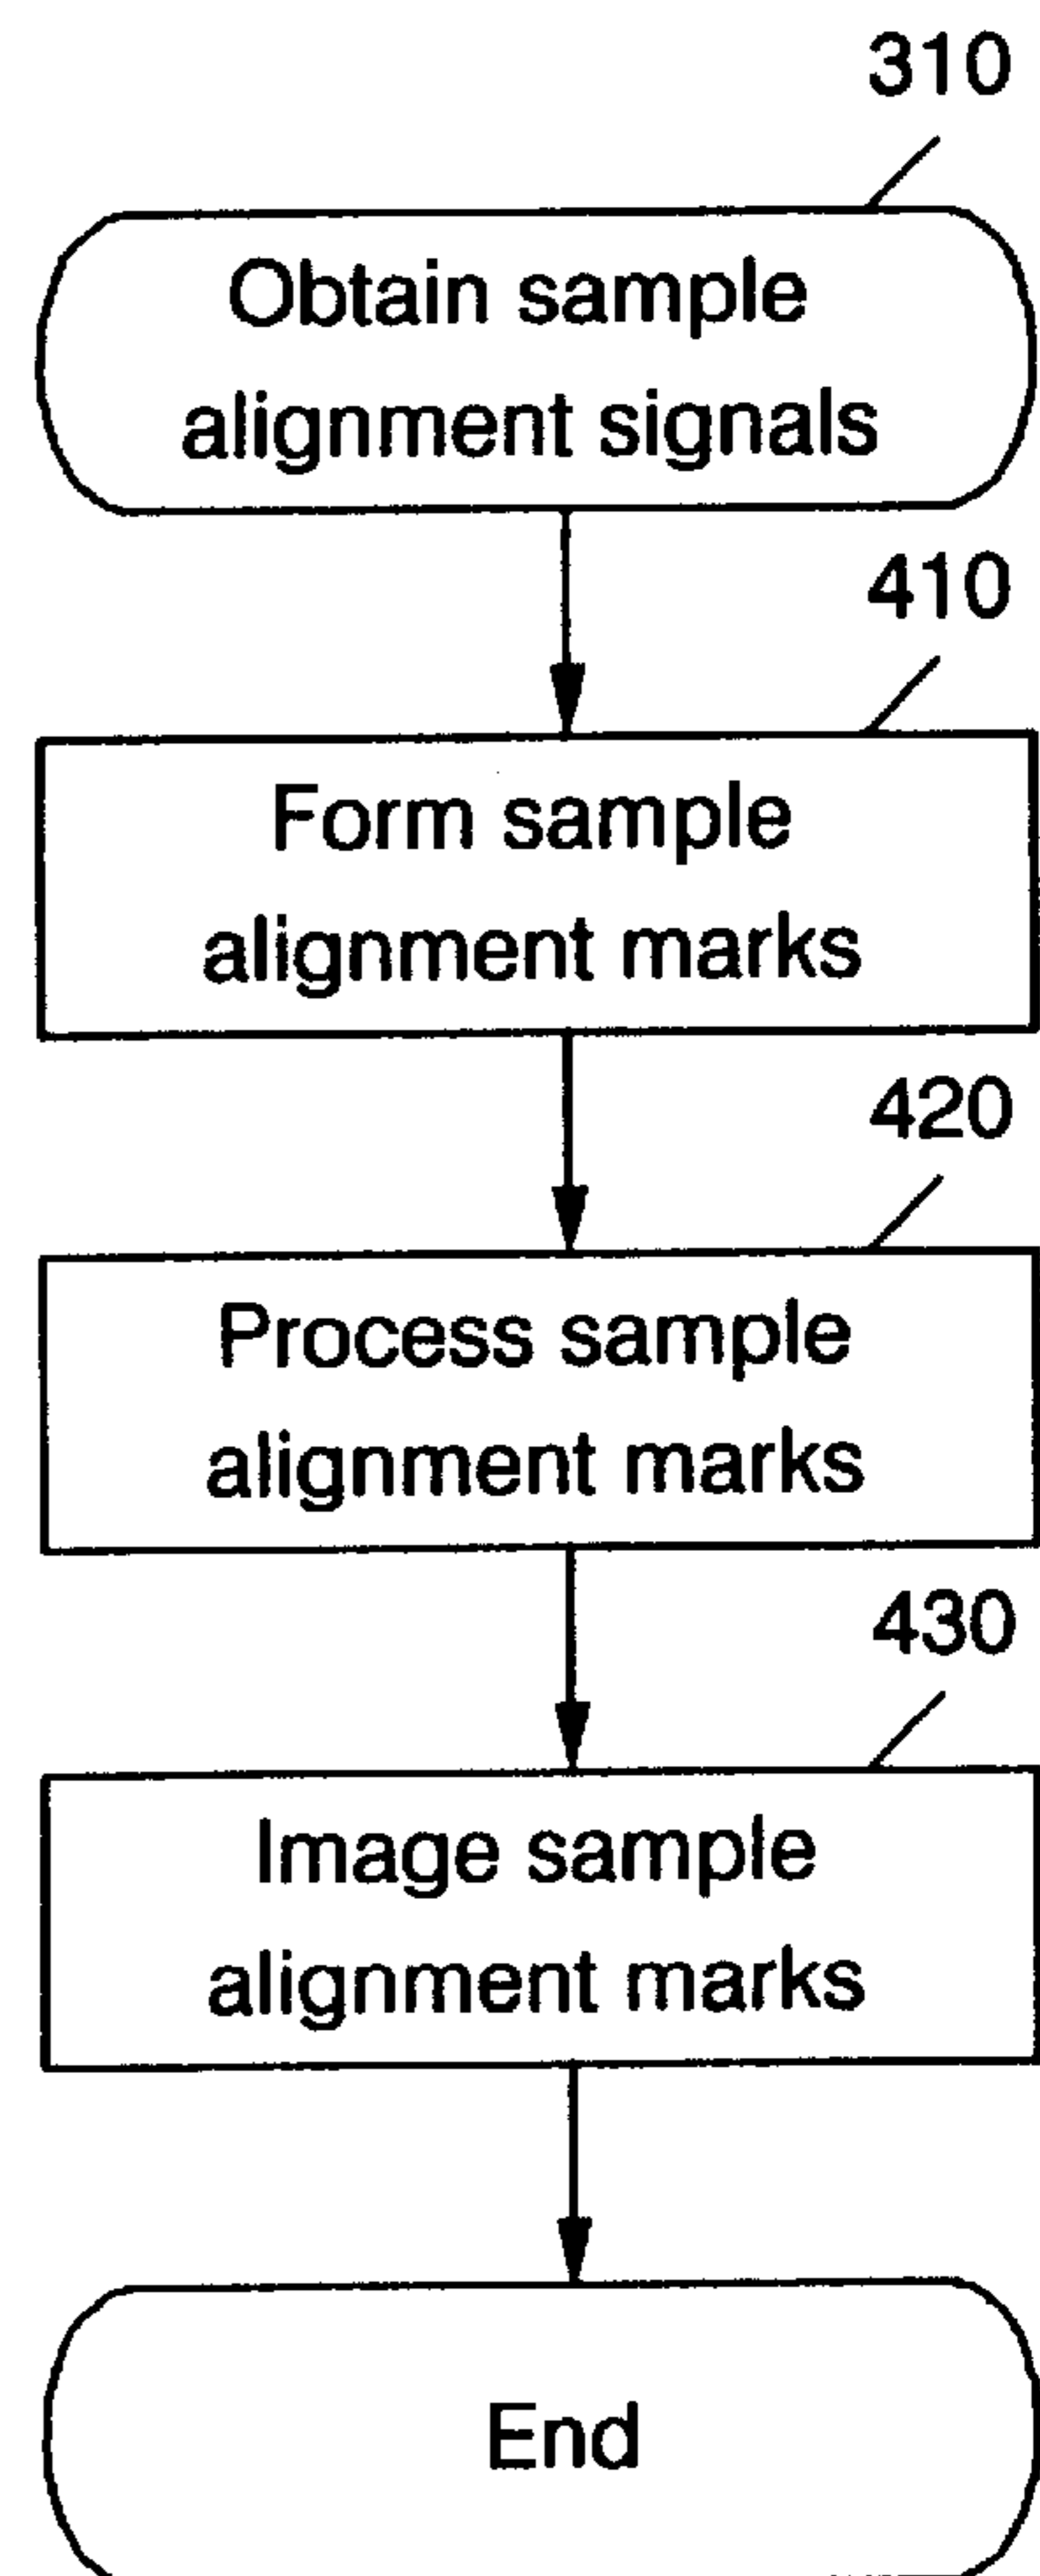 310
Obtain sample
alignment signals
410
Form sample
alignment marks
420
Process sample
alignment marks
430
Image sample
alignment marks
End